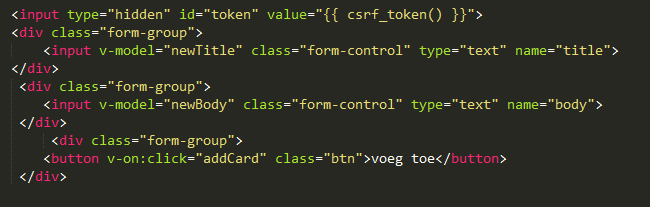 <input type="hidden" id="token" value="{{ csrf_token() }}">
<div class="form-group">
<input v-model="newTitle" class="form-control" type="text" name="title">
</div>
<div class="form-group">
<input v-model="newBody" class="form-control" type="text" name="body">
</div>
<div class="form-group">
<button v-on:click="addCard" class="btn">voeg toe</button>
</div>